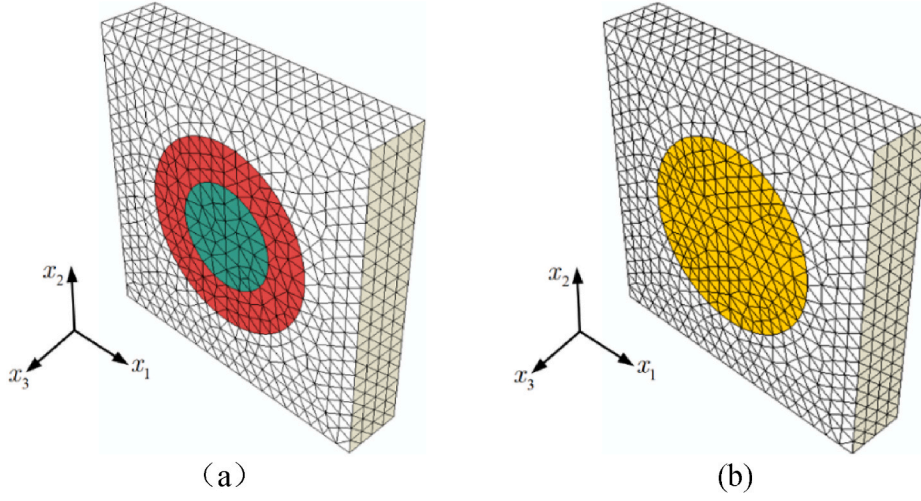 x₂
x₃
x₁
x₂
x₃
x₁
（a）
(b)